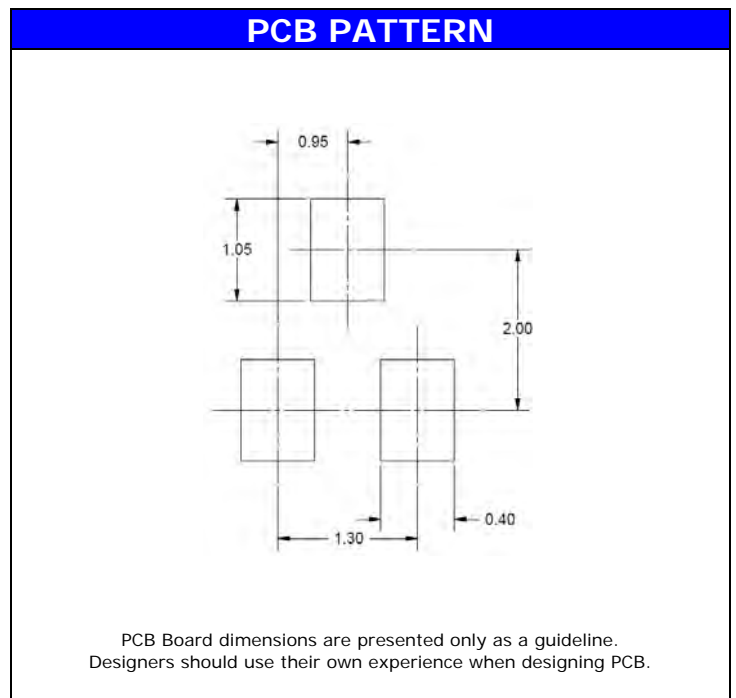 PCB PATTERN
0.95
1.05
2.00
0.40
1.30
PCB Board dimensions are presented only as a guideline.
Designers should use their own experience when designing PCB.